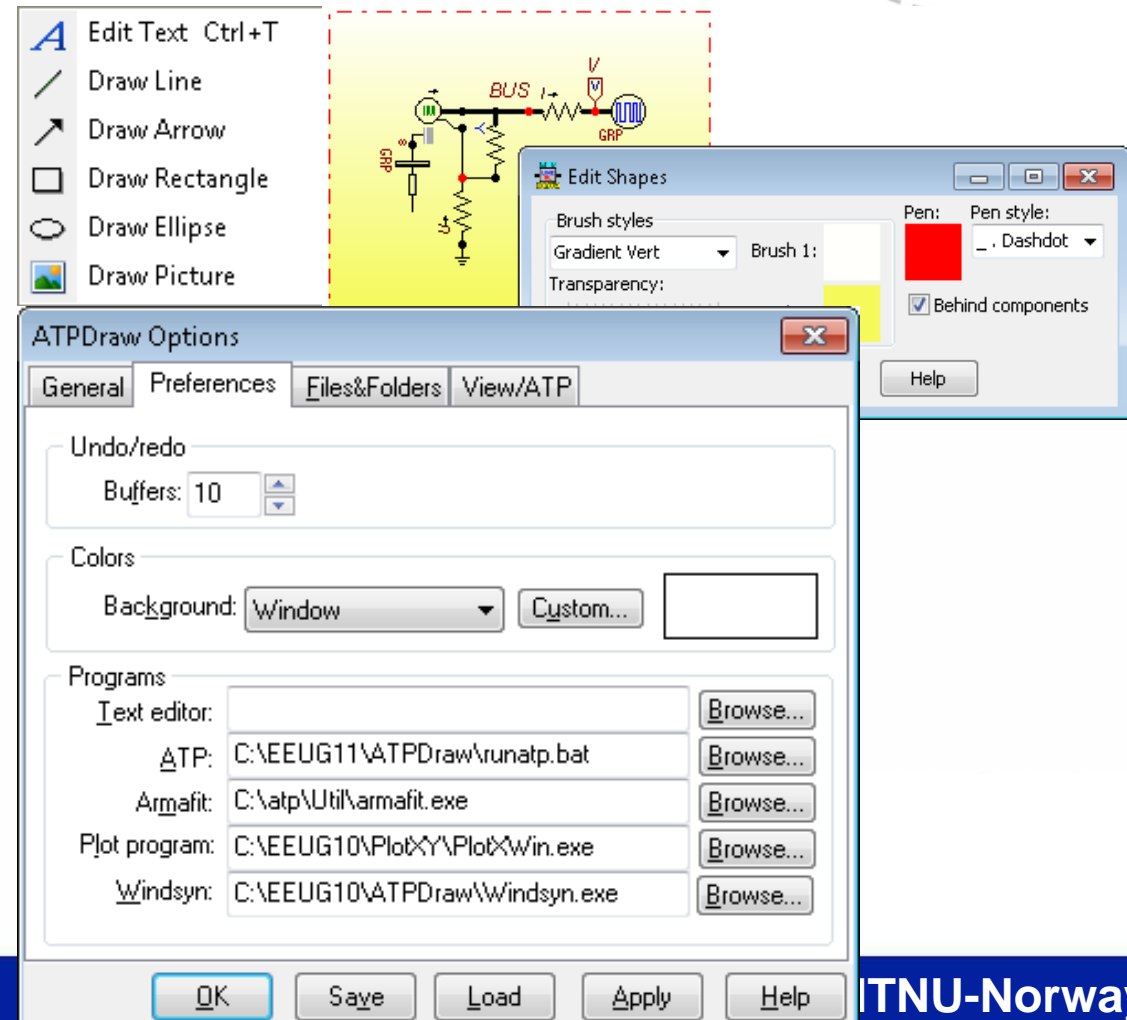 Edit Text Ctrl+T
Draw Line
Draw Arrow
Draw Rectangle
Draw Ellipse
Draw Picture
V
BUS I
GRP
GRP
Edit Shapes
Brush styles
Gradient Vert
Brush 1:
Transparency:
Pen:
Pen style:
_ . Dashdot
Behind components
Help
ATPDraw Options
General
Preferences
Files&Folders
View/ATP
Undo/redo
Buffers: 10
Colors
Background: Window
Custom...
Programs
Text editor:
Browse...
ATP: C:\EEUG11\ATPDraw\runatp.bat
Browse...
Armafit: C:\atp\Util\armafit.exe
Browse...
Plot program: C:\EEUG10\PlotXY\PlotXWin.exe
Browse...
Windsyn: C:\EEUG10\ATPDraw\Windsyn.exe
Browse...
OK
Save
Load
Apply
Help
TNU-Norway